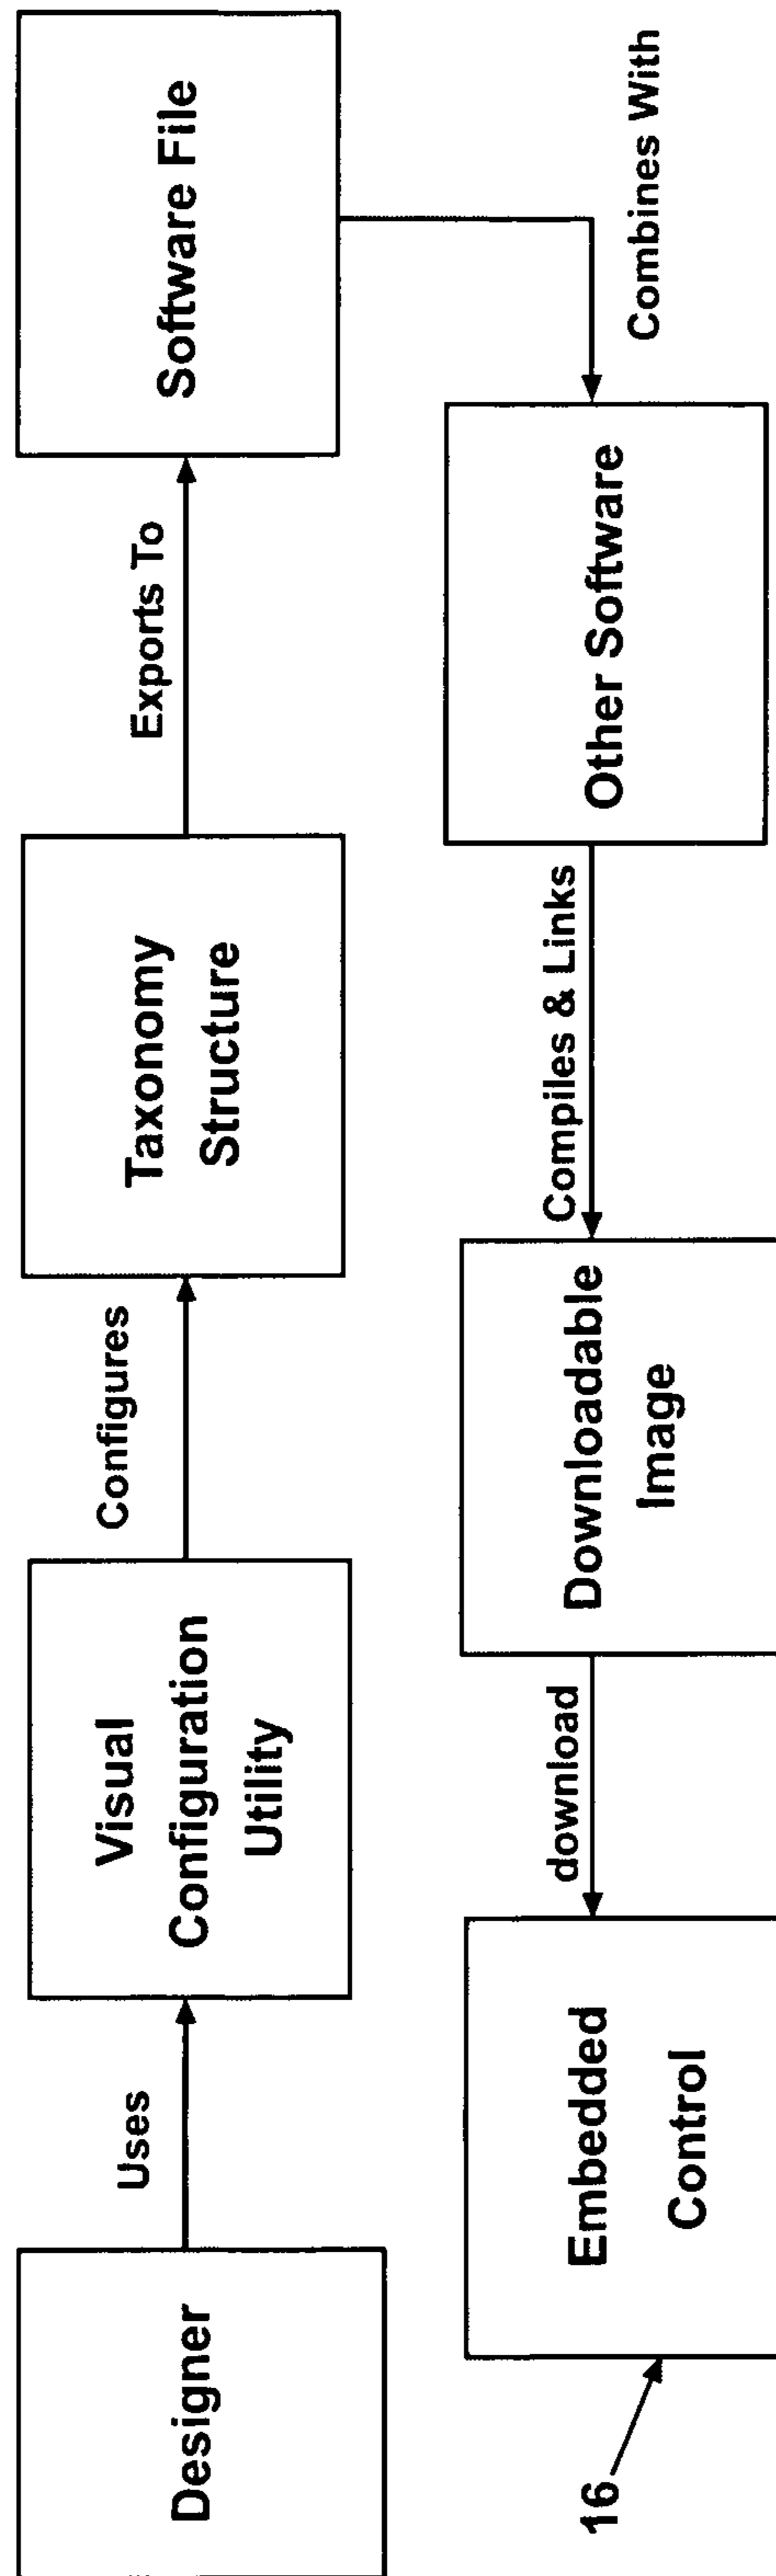 Designer
Uses
Visual
Configuration
Utility
Configures
Taxonomy
Structure
Exports To
Software File
Combines With
Other Software
Compiles & Links
Downloadable
Image
download
Embedded
Control
16